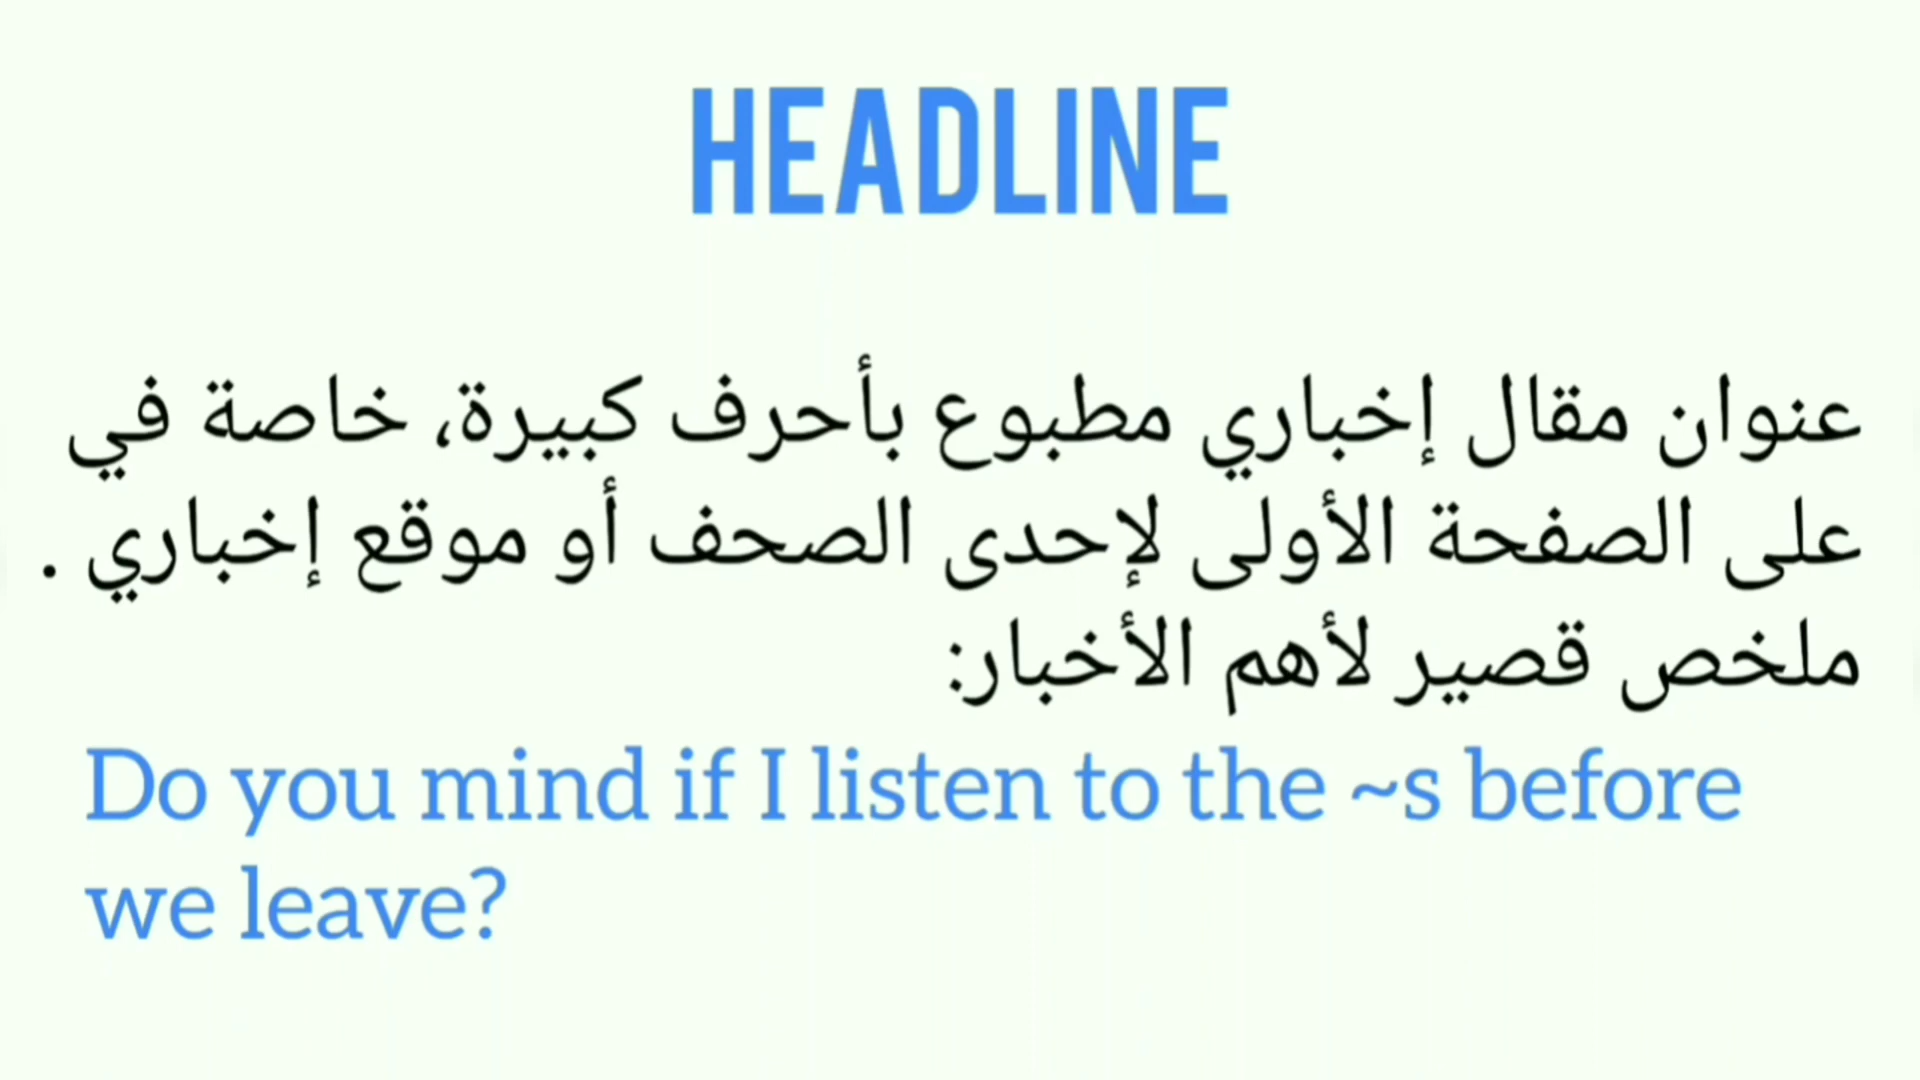 HEADLINE
عنوان مقال إخباري مطبوع بأحرف كبيرة، خاصة في
على الصفحة الأولى لإحدى الصحف أو موقع إخباري .
ملخص قصير لأهم الأخبار:
Do you mind if I listen to the ~s before
we leave?